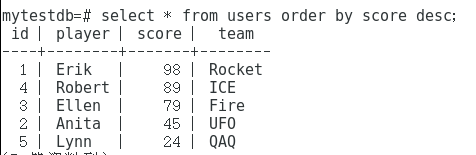 mytestdb=# select * from users order by score desc;
 id | player | score |  team
----+--------+-------+--------
  1 | Erik   |    98 | Rocket
  4 | Robert |    89 | ICE
  3 | Ellen  |    79 | Fire
  2 | Anita  |    45 | UFO
  5 | Lynn   |    24 | QAQ